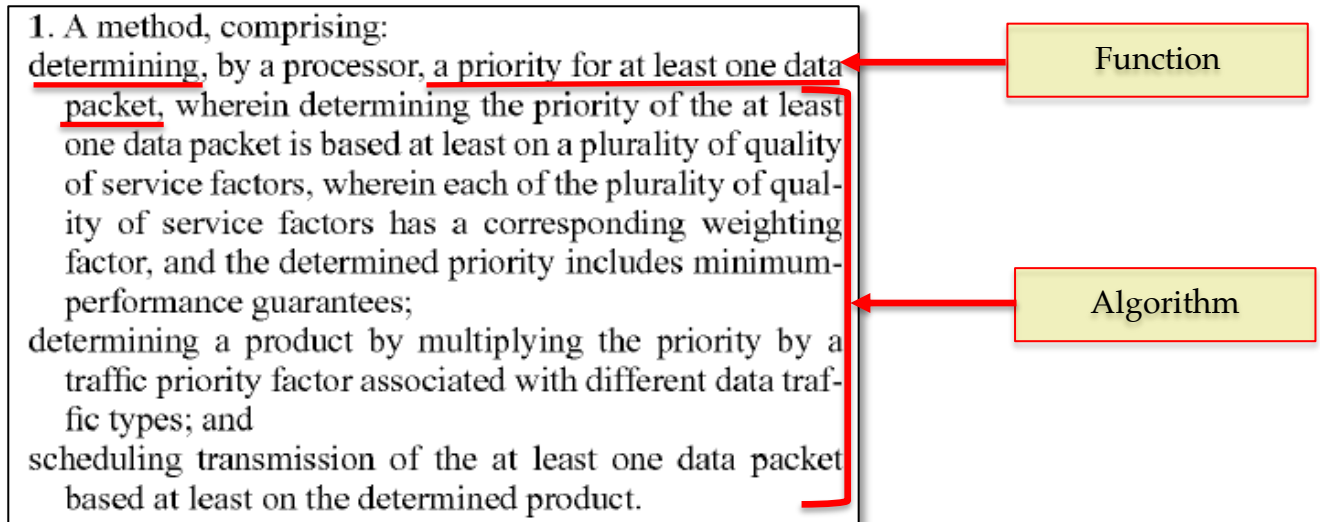 1. A method, comprising:
determining, by a processor, a priority for at least one data
packet, wherein determining the priority of the at least
one data packet is based at least on a plurality of quality
of service factors, wherein each of the plurality of qual-
ity of service factors has a corresponding weighting
factor, and the determined priority includes minimum-
performance guarantees;
determining a product by multiplying the priority by a
traffic priority factor associated with different data traf-
fic types; and
scheduling transmission of the at least one data packet
based at least on the determined product.
Function
Algorithm